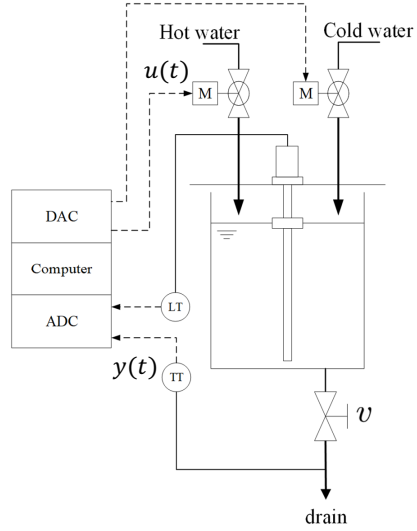 Hot water
Cold water
u(t)
M
M
DAC
Computer
ADC
LT
y(t)
TT
v
drain